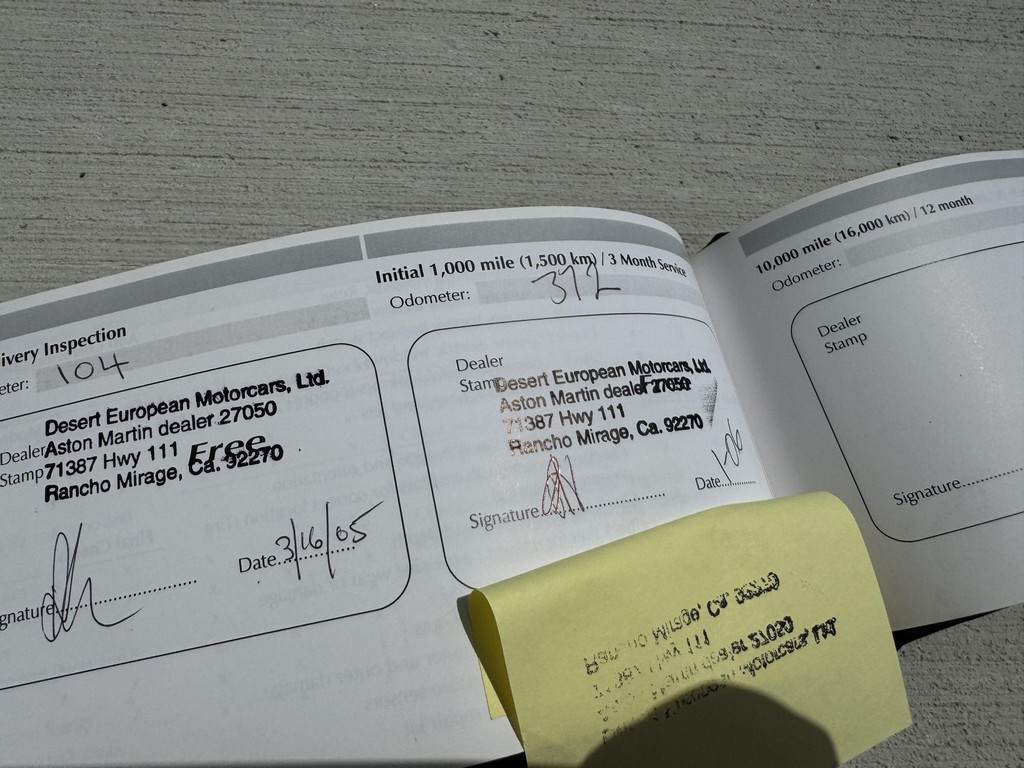 ivery Inspection
eter: 104
Dealer
Stamp
Desert European Motorcars, Ltd.
Aston Martin dealer 27050
71387 Hwy 111 Free
Rancho Mirage, Ca. 92270
gnature....................
Date 3/16/05
Initial 1,000 mile (1,500 km) / 3 Month Service
Odometer: 372
Dealer
Stamp
Desert European Motorcars, Ltd.
Aston Martin dealer 27050
71387 Hwy 111
Rancho Mirage, Ca. 92270
Signature....................
Date 1-06
10,000 mile (16,000 km) / 12 month
Odometer:
Dealer
Stamp
Signature..............